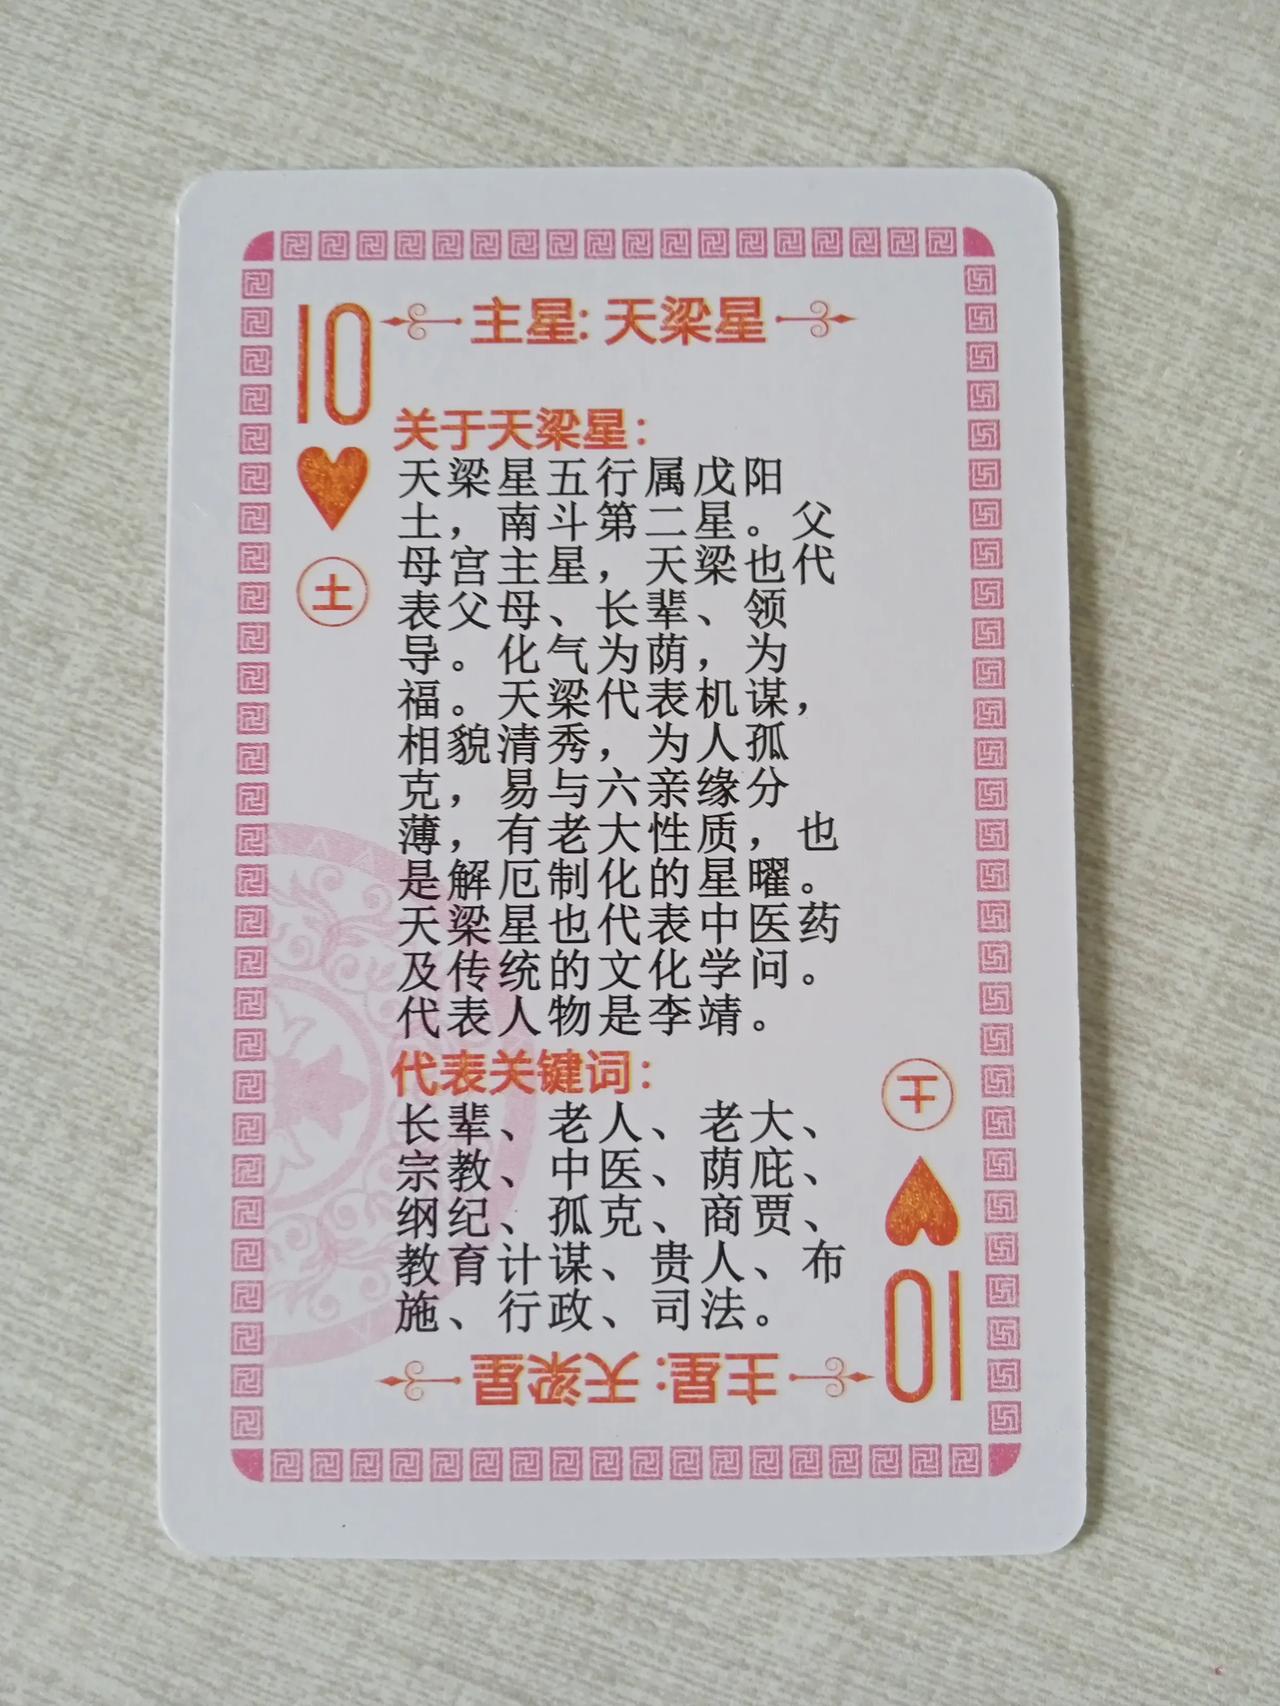 10
主星: 天梁星
土
关于天梁星：
天梁星五行属戊阳
土，南斗第二星。父
母宫主星，天梁也代
表父母、长辈、领
导。化气为荫，为
福。天梁代表机谋，
相貌清秀，为人孤
克，易与六亲缘分
薄，有老大性质，也
是解厄制化的星曜。
天梁星也代表中医药
及传统的文化学问。
代表人物是李靖。
代表关键词：
长辈、老人、老大、
宗教、中医、荫庇、
纲纪、孤克、商贾、
教育计谋、贵人、布
施、行政、司法。
土
10
主星: 天梁星